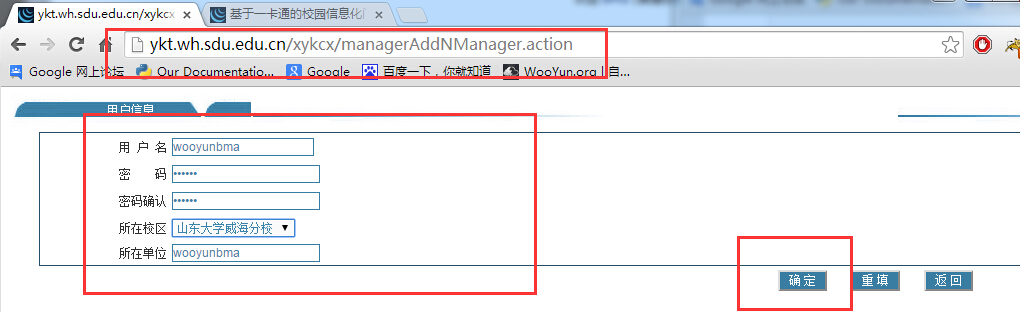 ykt.wh.sdu.edu.cn/xykcx
基于一卡通的校园信息化
ykt.wh.sdu.edu.cn/xykcx/managerAddNManager.action
Google 网上论坛 Our Documentatio... Google 百度一下，你就知道 WooYun.org | 自...
用户信息
用 户 名 wooyunbma
密 码 ••••••
密码确认 ••••••
所在校区 山东大学威海分校
所在单位 wooyunbma
确 定 重 填 返 回